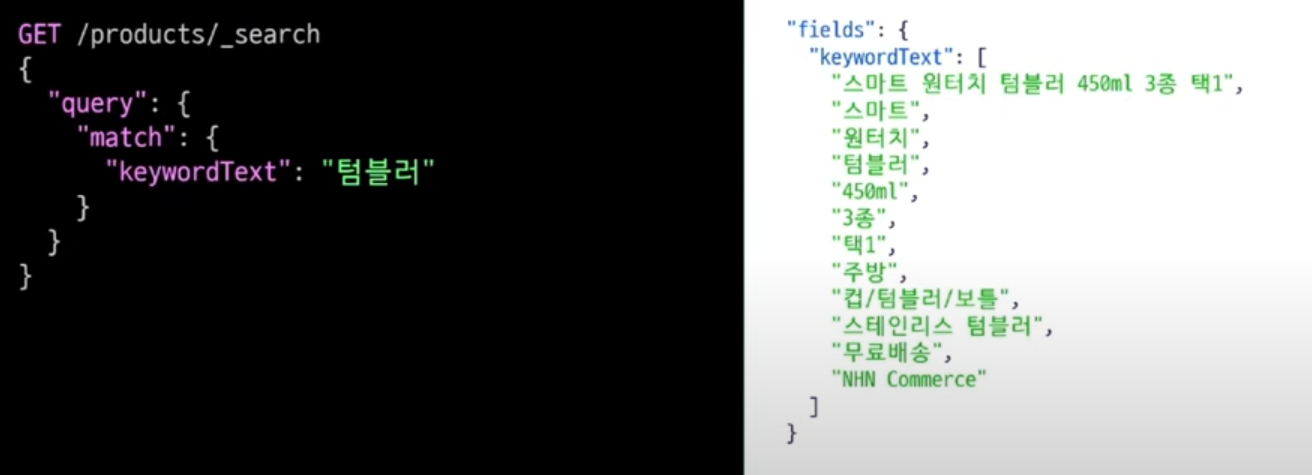 GET /products/_search
{
"query": {
"match": {
"keywordText": "텀블러"
}
}
}
"fields": {
"keywordText": [
"스마트 원터치 텀블러 450ml 3종 택1",
"스마트",
"원터치",
"텀블러",
"450ml",
"3종",
"택1",
"주방",
"컵/텀블러/보틀",
"스테인리스 텀블러",
"무료배송",
"NHN Commerce"
]
}